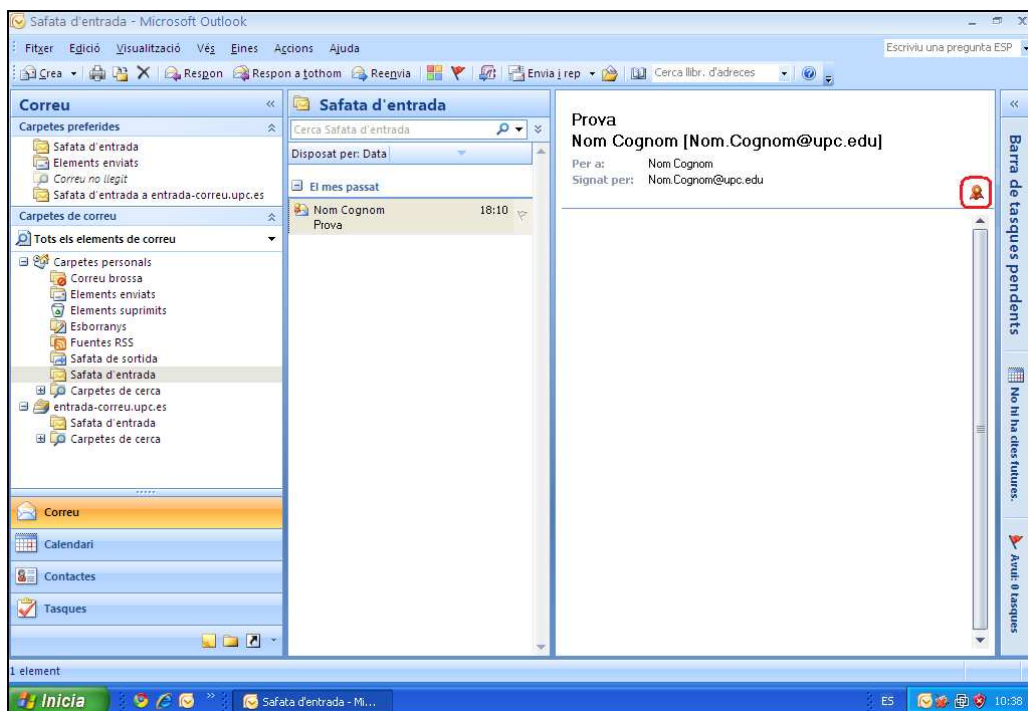 Safata d'entrada - Microsoft Outlook
Fitxer Edició Visualització Vés Eines Accions Ajuda
Escriviu una pregunta ESP
Crea Respon Respon a tothom Reenvia Envia i rep Cerca llibr. d'adreces
Correu
Carpetes preferides
Safata d'entrada
Elements enviats
Correu no llegit
Safata d'entrada a entrada-correu.upc.es
Carpetes de correu
Tots els elements de correu
Carpetes personals
Correu brossa
Elements enviats
Elements suprimits
Esborranys
Fuentes RSS
Safata de sortida
Safata d'entrada
Carpetes de cerca
entrada-correu.upc.es
Safata d'entrada
Carpetes de cerca
Correu
Calendari
Contactes
Tasques
Safata d'entrada
Cerca Safata d'entrada
Disposat per: Data
El mes passat
Nom Cognom 18:10
Prova
Prova
Nom Cognom [Nom.Cognom@upc.edu]
Per a: Nom Cognom
Signat per: Nom.Cognom@upc.edu
Barra de tasques pendents
No hi ha cites futures.
Avui: 0 tasques
1 element
Inicia
Safata d'entrada - Mi...
ES
10:38